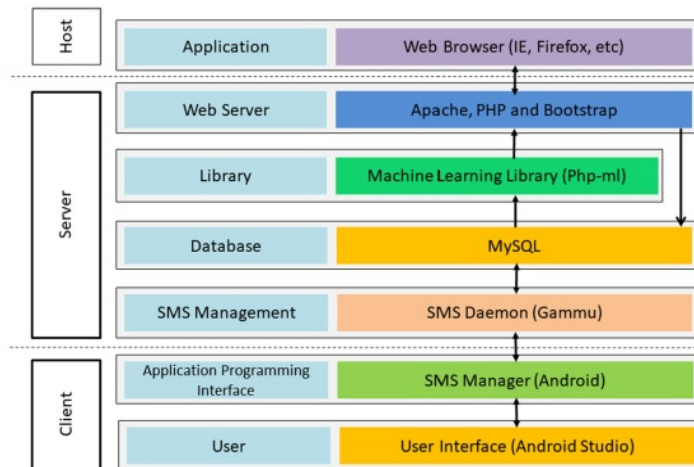 Host
Application
Web Browser (IE, Firefox, etc)
Server
Web Server
Apache, PHP and Bootstrap
Library
Machine Learning Library (Php-ml)
Database
MySQL
SMS Management
SMS Daemon (Gammu)
Client
Application Programming
Interface
SMS Manager (Android)
User
User Interface (Android Studio)